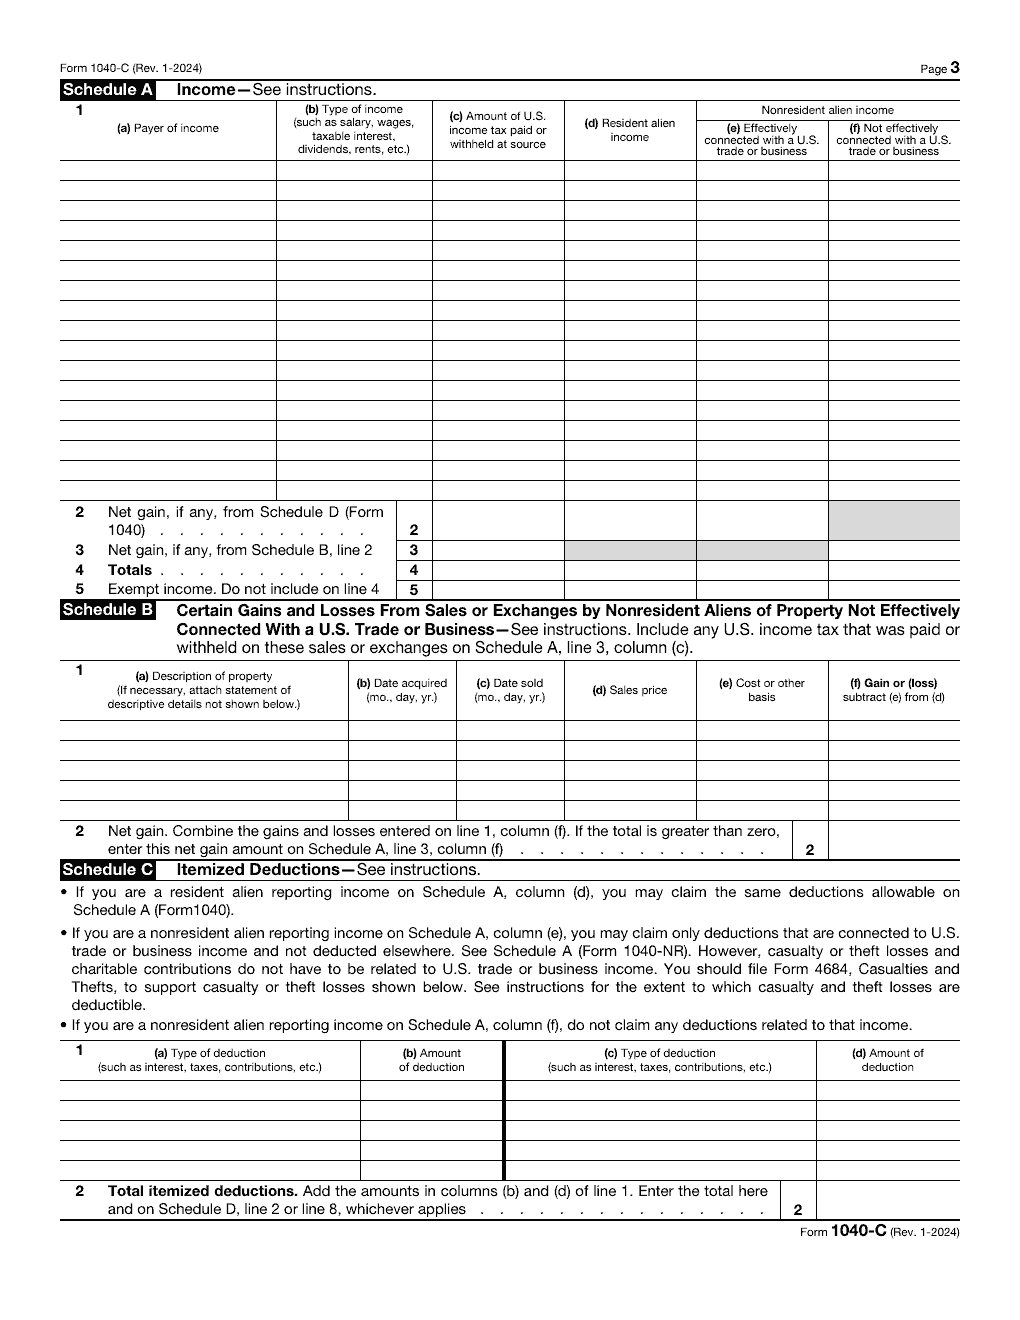 Form 1040-C (Rev. 1-2024) Page 3
Schedule A Income—See instructions.
1
(a) Payer of income
(b) Type of income
(such as salary, wages,
taxable interest,
dividends, rents, etc.)
(c) Amount of U.S.
income tax paid or
withheld at source
(d) Resident alien
income
Nonresident alien income
(e) Effectively
connected with a U.S.
trade or business
(f) Not effectively
connected with a U.S.
trade or business
2 Net gain, if any, from Schedule D (Form
1040) . . . . . . . . . . . 2
3 Net gain, if any, from Schedule B, line 2 3
4 Totals . . . . . . . . . . . 4
5 Exempt income. Do not include on line 4 5
Schedule B Certain Gains and Losses From Sales or Exchanges by Nonresident Aliens of Property Not Effectively
Connected With a U.S. Trade or Business—See instructions. Include any U.S. income tax that was paid or
withheld on these sales or exchanges on Schedule A, line 3, column (c).
1
(a) Description of property
(If necessary, attach statement of
descriptive details not shown below.)
(b) Date acquired
(mo., day, yr.)
(c) Date sold
(mo., day, yr.)
(d) Sales price
(e) Cost or other
basis
(f) Gain or (loss)
subtract (e) from (d)
2 Net gain. Combine the gains and losses entered on line 1, column (f). If the total is greater than zero,
enter this net gain amount on Schedule A, line 3, column (f) . . . . . . . . . . . . . 2
Schedule C Itemized Deductions—See instructions.
• If you are a resident alien reporting income on Schedule A, column (d), you may claim the same deductions allowable on
Schedule A (Form1040).
• If you are a nonresident alien reporting income on Schedule A, column (e), you may claim only deductions that are connected to U.S.
trade or business income and not deducted elsewhere. See Schedule A (Form 1040-NR). However, casualty or theft losses and
charitable contributions do not have to be related to U.S. trade or business income. You should file Form 4684, Casualties and
Thefts, to support casualty or theft losses shown below. See instructions for the extent to which casualty and theft losses are
deductible.
• If you are a nonresident alien reporting income on Schedule A, column (f), do not claim any deductions related to that income.
1
(a) Type of deduction
(such as interest, taxes, contributions, etc.)
(b) Amount
of deduction
(c) Type of deduction
(such as interest, taxes, contributions, etc.)
(d) Amount of
deduction
2 Total itemized deductions. Add the amounts in columns (b) and (d) of line 1. Enter the total here
and on Schedule D, line 2 or line 8, whichever applies . . . . . . . . . . . . . . . 2
Form 1040-C (Rev. 1-2024)